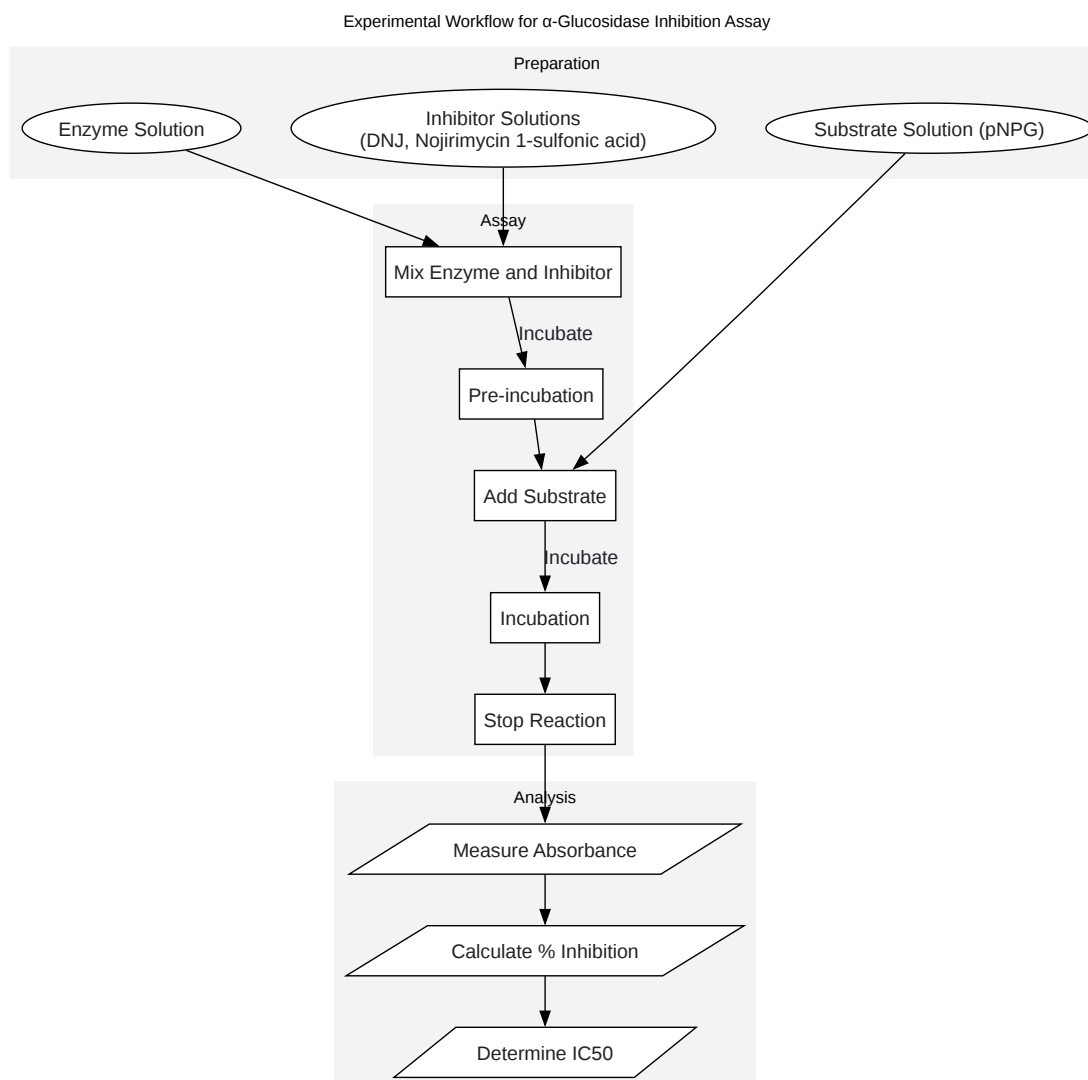 Experimental Workflow for α-Glucosidase Inhibition Assay
Preparation
Enzyme Solution
Inhibitor Solutions
(DNJ, Nojirimycin 1-sulfonic acid)
Substrate Solution (pNPG)
Assay
Mix Enzyme and Inhibitor
Incubate
Pre-incubation
Add Substrate
Incubate
Incubation
Stop Reaction
Analysis
Measure Absorbance
Calculate % Inhibition
Determine IC50